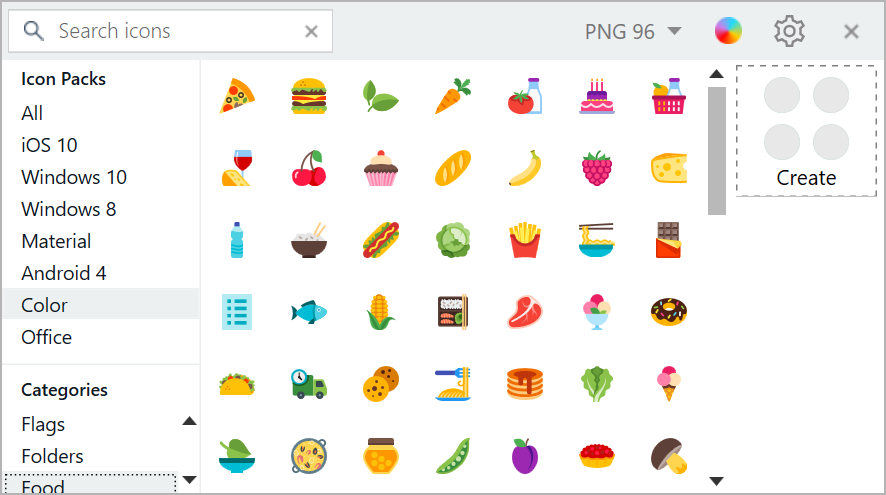 Search icons
PNG 96
Icon Packs
All
iOS 10
Windows 10
Windows 8
Material
Android 4
Color
Office
Categories
Flags
Folders
Food
Create